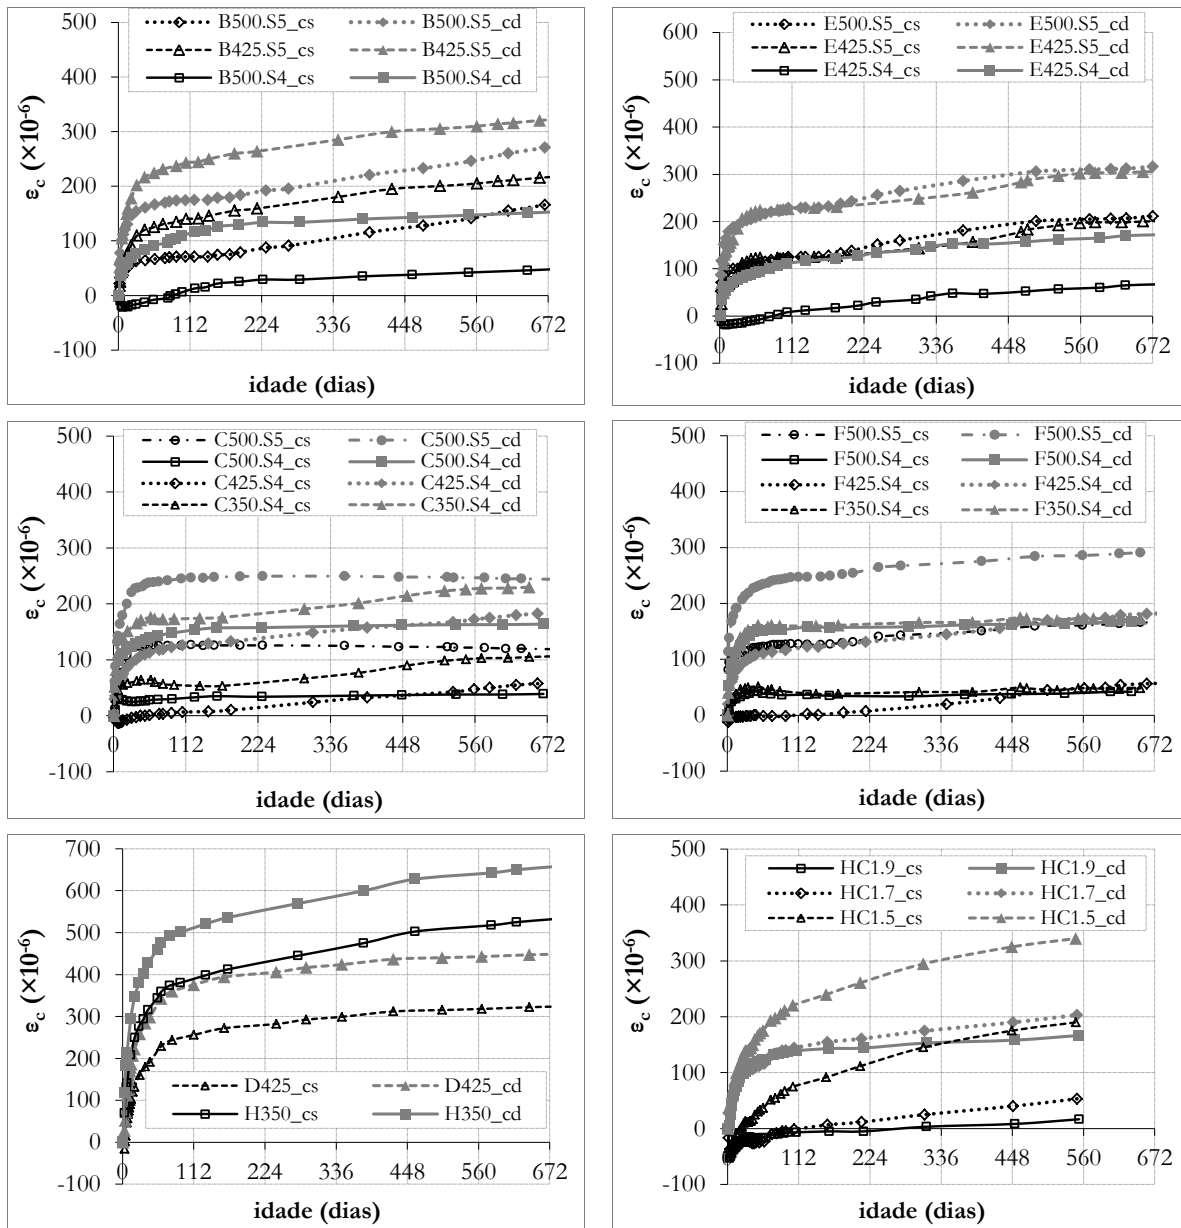 500
400
300
200
100
0
-100
ε_c (×10⁻⁶)
B500.S5_cs B500.S5_cd
B425.S5_cs B425.S5_cd
B500.S4_cs B500.S4_cd
0 112 224 336 448 560 672
idade (dias)
600
500
400
300
200
100
0
-100
ε_c (×10⁻⁶)
E500.S5_cs E500.S5_cd
E425.S5_cs E425.S5_cd
E425.S4_cs E425.S4_cd
0 112 224 336 448 560 672
idade (dias)
500
400
300
200
100
0
-100
ε_c (×10⁻⁶)
C500.S5_cs C500.S5_cd
C500.S4_cs C500.S4_cd
C425.S4_cs C425.S4_cd
C350.S4_cs C350.S4_cd
0 112 224 336 448 560 672
idade (dias)
500
400
300
200
100
0
-100
ε_c (×10⁻⁶)
F500.S5_cs F500.S5_cd
F500.S4_cs F500.S4_cd
F425.S4_cs F425.S4_cd
F350.S4_cs F350.S4_cd
0 112 224 336 448 560 672
idade (dias)
700
600
500
400
300
200
100
0
-100
ε_c (×10⁻⁶)
D425_cs D425_cd
H350_cs H350_cd
0 112 224 336 448 560 672
idade (dias)
500
400
300
200
100
0
-100
ε_c (×10⁻⁶)
HC1.9_cs HC1.9_cd
HC1.7_cs HC1.7_cd
HC1.5_cs HC1.5_cd
0 112 224 336 448 560 672
idade (dias)